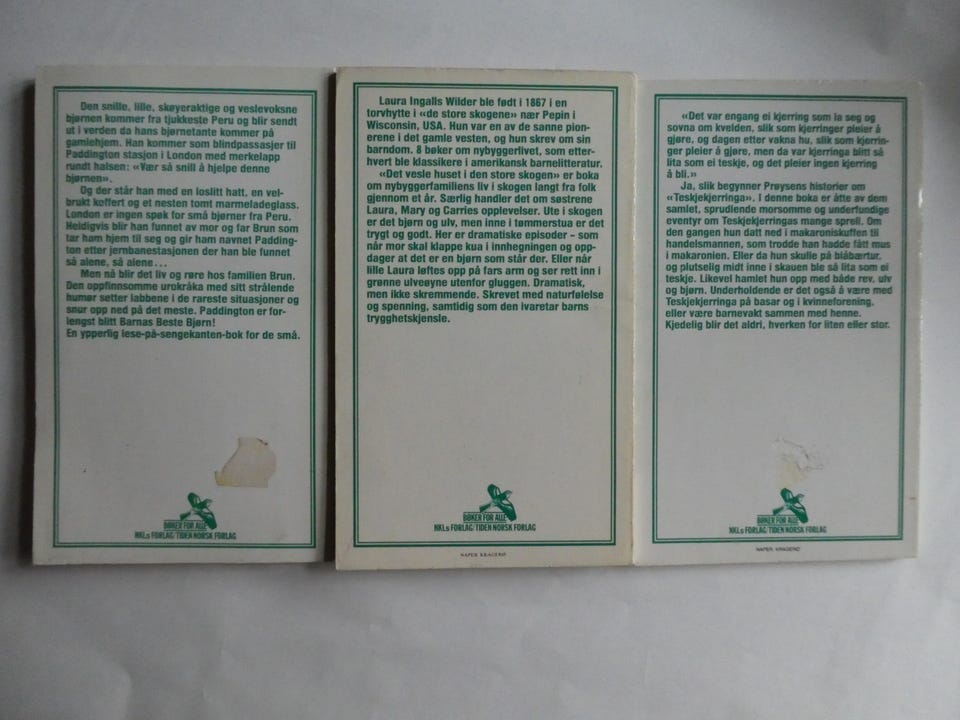 Den snille, lille, skøyeraktige og veslevoksne
bjørnen kommer fra tjukkeste Peru og blir sendt
ut i verden da hans bjørnetante kommer på
gamlehjem. Han kommer som blindpassasjer til
Paddington stasjon i London med merkelapp
rundt halsen: «Vær så snill å hjelpe denne
bjørnen».
Og der står han med en loslitt hatt, en vel-
brukt koffert og et nesten tomt marmeladeglass.
London er ingen spøk for små bjørner fra Peru.
Heldigvis blir han funnet av mor og far Brun som
tar ham hjem til seg og gir ham navnet Padding-
ton etter jernbanestasjonen der han ble funnet
så alene, så alene...
Men nå blir det liv og røre hos familien Brun.
Den oppfinnsomme urokråka med sitt strålende
humør setter labbene i de rareste situasjoner og
snur opp ned på det meste. Paddington er for-
lengst blitt Barnas Beste Bjørn!
En ypperlig lese-på-sengekanten-bok for de små.
BØKER FOR ALLE
NKLs FORLAG/TIDEN NORSK FORLAG
Laura Ingalls Wilder ble født i 1867 i en
torvhytte i «de store skogene» nær Pepin i
Wisconsin, USA. Hun var en av de sanne pion-
erene i det gamle vesten, og hun skrev om sin
barndom. 8 bøker om nybyggerlivet, som etter-
hvert ble klassikere i amerikansk barnelitteratur.
«Det vesle huset i den store skogen» er boka
om nybyggerfamiliens liv i skogen langt fra folk
gjennom et år. Særlig handler det om søstrene
Laura, Mary og Carries opplevelser. Ute i skogen
er det bjørn og ulv, men inne i tømmerstua er det
trygt og godt. Her er dramatiske episoder – som
når mor skal klappe kua i innhegningen og opp-
dager at det er en bjørn som står der. Eller når
lille Laura løftes opp på fars arm og ser rett inn i
grønne ulveøyne utenfor gluggen. Dramatisk,
men ikke skremmende. Skrevet med naturfølelse
og spenning, samtidig som den ivaretar barns
trygghetskjensle.
BØKER FOR ALLE
NKLs FORLAG/TIDEN NORSK FORLAG
NAPER KRAGERØ
«Det var engang ei kjerring som la seg og
sovna om kvelden, slik som kjerringer pleier å
gjøre, og dagen etter vakna hu, slik som kjerrin-
ger pleier å gjøre, men da var kjerringa blitt så
lita som ei teskje, og det pleier ingen kjerring
å bli.»
Ja, slik begynner Prøysens historier om
«Teskjekjerringa». I denne boka er åtte av dem
samlet, sprudlende morsomme og underfundige
eventyr om Teskjekjerringas mange sprell. Om
den gangen hun datt ned i makaroniskuffen til
handelsmannen, som trodde han hadde fått mus
i makaronien. Eller da hun skulle på blåbærtur,
og plutselig midt inne i skauen ble så lita som ei
teskje. Likevel hamlet hun opp med både rev, ulv
og bjørn. Underholdende er det også å være med
Teskjekjerringa på basar og i kvinneforening,
eller være barnevakt sammen med henne.
Kjedelig blir det aldri, hverken for liten eller stor.
BØKER FOR ALLE
NKLs FORLAG/TIDEN NORSK FORLAG
NAPER KRAGERØ